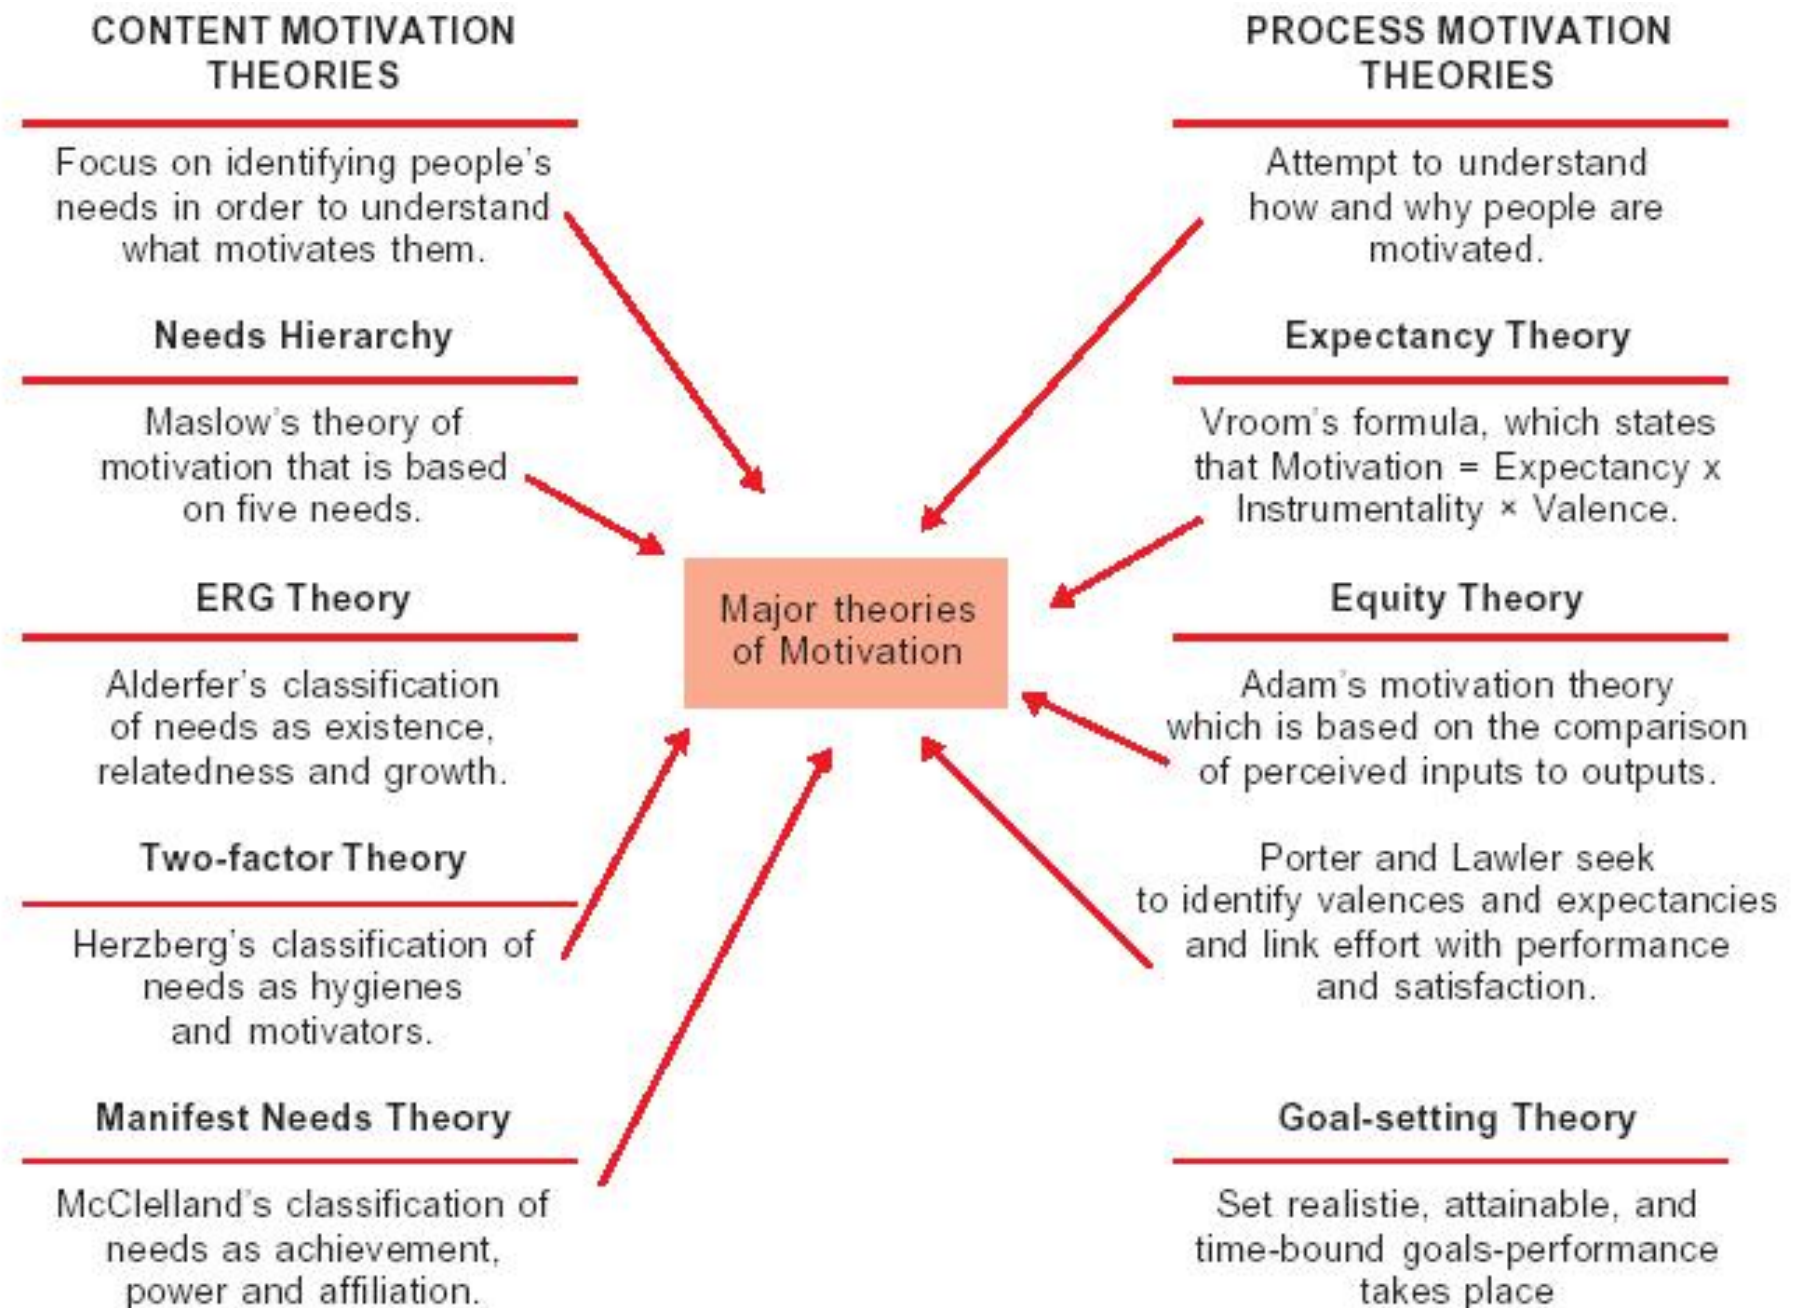 CONTENT MOTIVATION
THEORIES
Focus on identifying people's
needs in order to understand
what motivates them.
Needs Hierarchy
Maslow's theory of
motivation that is based
on five needs.
ERG Theory
Alderfer's classification
of needs as existence,
relatedness and growth.
Two-factor Theory
Herzberg's classification of
needs as hygienes
and motivators.
Manifest Needs Theory
McClelland's classification of
needs as achievement,
power and affiliation.
Major theories
of Motivation
PROCESS MOTIVATION
THEORIES
Attempt to understand
how and why people are
motivated.
Expectancy Theory
Vroom's formula, which states
that Motivation = Expectancy x
Instrumentality × Valence.
Equity Theory
Adam's motivation theory
which is based on the comparison
of perceived inputs to outputs.
Porter and Lawler seek
to identify valences and expectancies
and link effort with performance
and satisfaction.
Goal-setting Theory
Set realistie, attainable, and
time-bound goals-performance
takes place